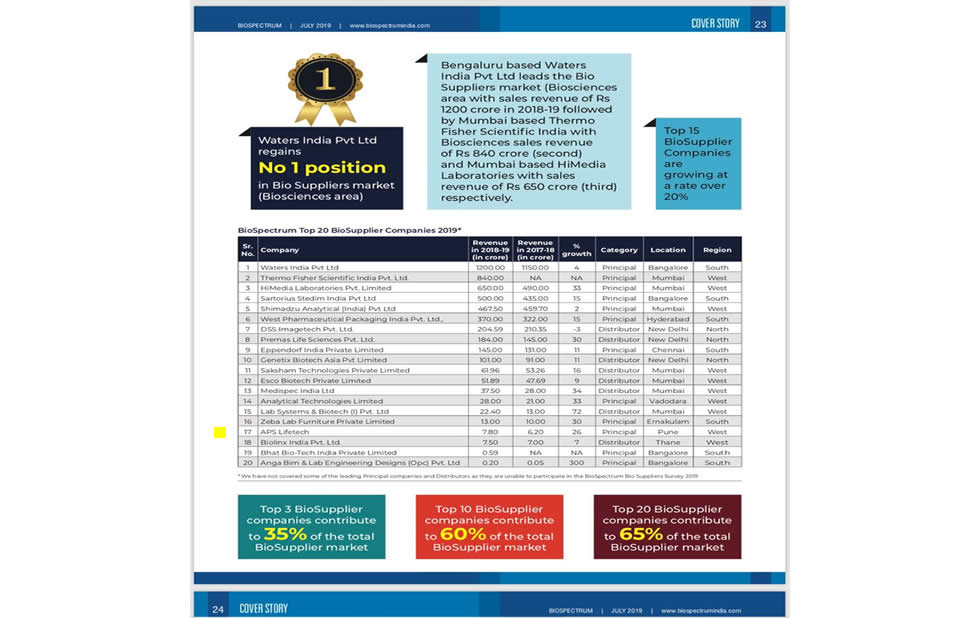 BIOSPECTRUM | JULY 2019 | www.biospectrumindia.com
COVER STORY 23
1
Waters India Pvt Ltd
regains
No 1 position
in Bio Suppliers market
(Biosciences area)
Bengaluru based Waters
India Pvt Ltd leads the Bio
Suppliers market (Biosciences
area with sales revenue of Rs
1200 crore in 2018-19 followed
by Mumbai based Thermo
Fisher Scientific India with
Biosciences sales revenue
of Rs 840 crore (second)
and Mumbai based HiMedia
Laboratories with sales
revenue of Rs 650 crore (third)
respectively.
Top 15
BioSupplier
Companies
are
growing at
a rate over
20%
BioSpectrum Top 20 BioSupplier Companies 2019*
Sr. No. Company Revenue in 2018-19 (in crore) Revenue in 2017-18 (in crore) % growth Category Location Region
1 Waters India Pvt Ltd 1200.00 1150.00 4 Principal Bangalore South
2 Thermo Fisher Scientific India Pvt. Ltd. 840.00 NA NA Principal Mumbai West
3 HiMedia Laboratories Pvt. Limited 650.00 490.00 33 Principal Mumbai West
4 Sartorius Stedim India Pvt Ltd 500.00 435.00 15 Principal Bangalore South
5 Shimadzu Analytical (India) Pvt Ltd 467.50 459.70 2 Principal Mumbai West
6 West Pharmaceutical Packaging India Pvt. Ltd., 370.00 322.00 15 Principal Hyderabad South
7 DSS Imagetech Pvt. Ltd. 204.59 210.35 -3 Distributor New Delhi North
8 Premas Life Sciences Pvt. Ltd. 184.00 145.00 30 Distributor New Delhi North
9 Eppendorf India Private Limited 145.00 131.00 11 Principal Chennai South
10 Genetix Biotech Asia Pvt Limited 101.00 91.00 11 Distributor New Delhi North
11 Saksham Technologies Private Limited 61.96 53.26 16 Distributor Mumbai West
12 Esco Biotech Private Limited 51.89 47.69 9 Distributor Mumbai West
13 Medispec India Ltd 37.50 28.00 34 Distributor Mumbai West
14 Analytical Technologies Limited 28.00 21.00 33 Principal Vadodara West
15 Lab Systems & Biotech (I) Pvt. Ltd 22.40 13.00 72 Distributor Mumbai West
16 Zeba Lab Furniture Private Limited 13.00 10.00 30 Principal Ernakulam South
17 APS Lifetech 7.80 6.20 26 Principal Pune West
18 Biolinx India Pvt. Ltd. 7.50 7.00 7 Distributor Thane West
19 Bhat Bio-Tech India Private Limited 0.59 NA NA Principal Bangalore South
20 Anga Bim & Lab Engineering Designs (Opc) Pvt. Ltd 0.20 0.05 300 Principal Bangalore South
* We have not covered some of the leading Principal companies and Distributors as they are unable to participate in the BioSpectrum Bio Suppliers Survey 2019
Top 3 BioSupplier
companies contribute
to 35% of the total
BioSupplier market
Top 10 BioSupplier
companies contribute
to 60% of the total
BioSupplier market
Top 20 BioSupplier
companies contribute
to 65% of the total
BioSupplier market
24 COVER STORY
BIOSPECTRUM | JULY 2019 | www.biospectrumindia.com